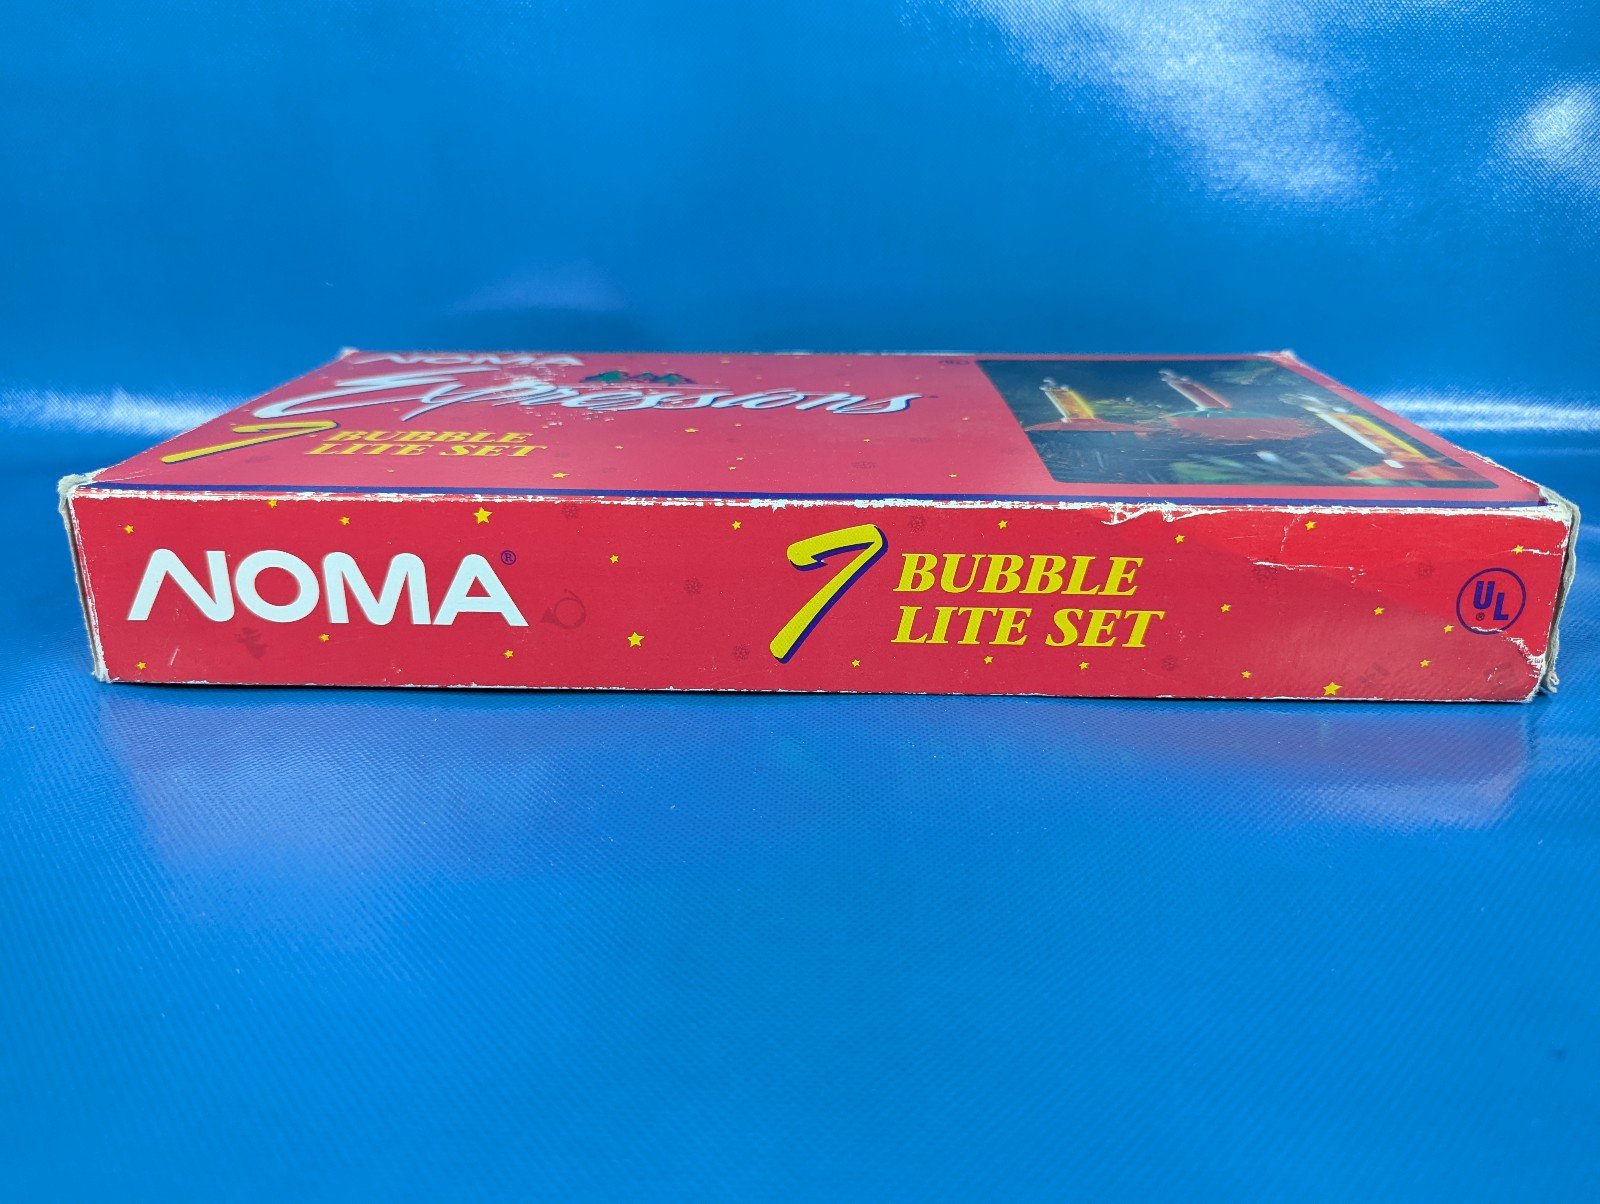 NOMA
Expressions
7 BUBBLE
LITE SET
NOMA®
7 BUBBLE
LITE SET
UL
®